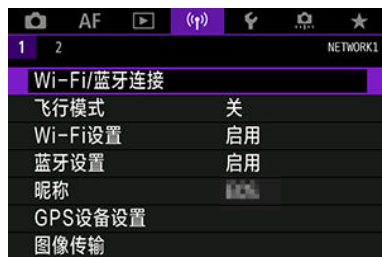 AF
1 2 NETWORK1
Wi-Fi/蓝牙连接
飞行模式 关
Wi-Fi设置 启用
蓝牙设置 启用
昵称
GPS设备设置
图像传输